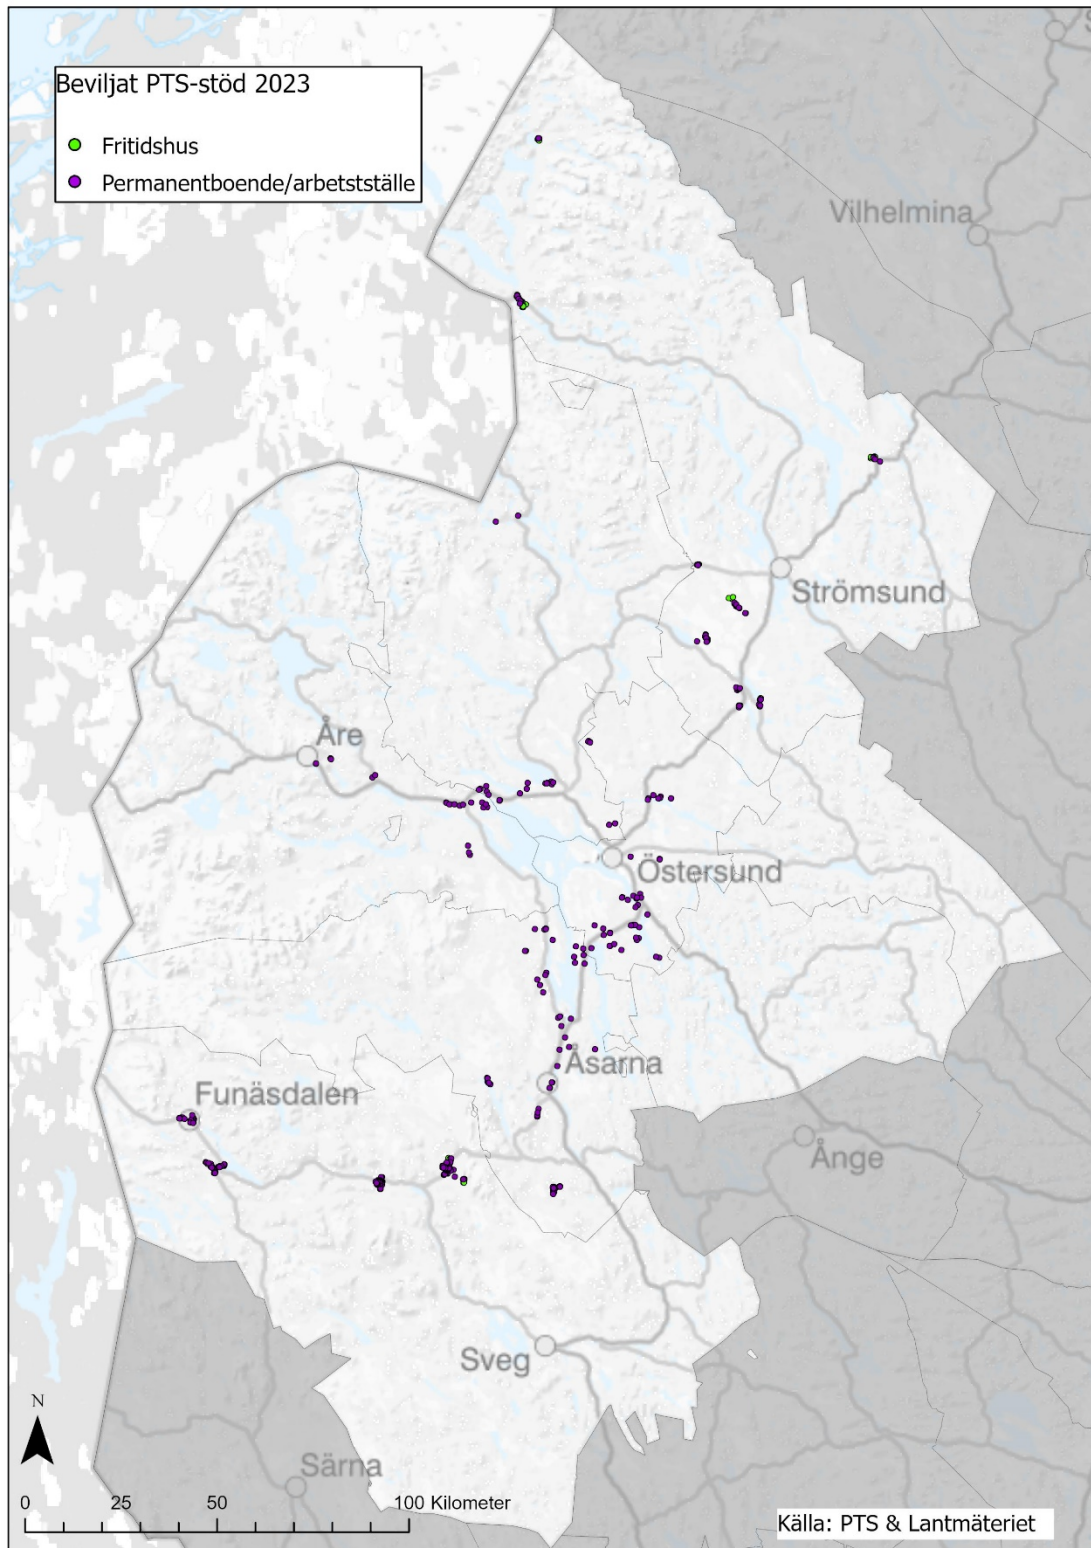 Beviljat PTS-stöd 2023
Fritidshus
Permanentboende/arbetstställe
Vilhelmina
Strömsund
Åre
Östersund
Åsarna
Funäsdalen
Ånge
Sveg
Särna
N
0 25 50 100 Kilometer
Källa: PTS & Lantmäteriet